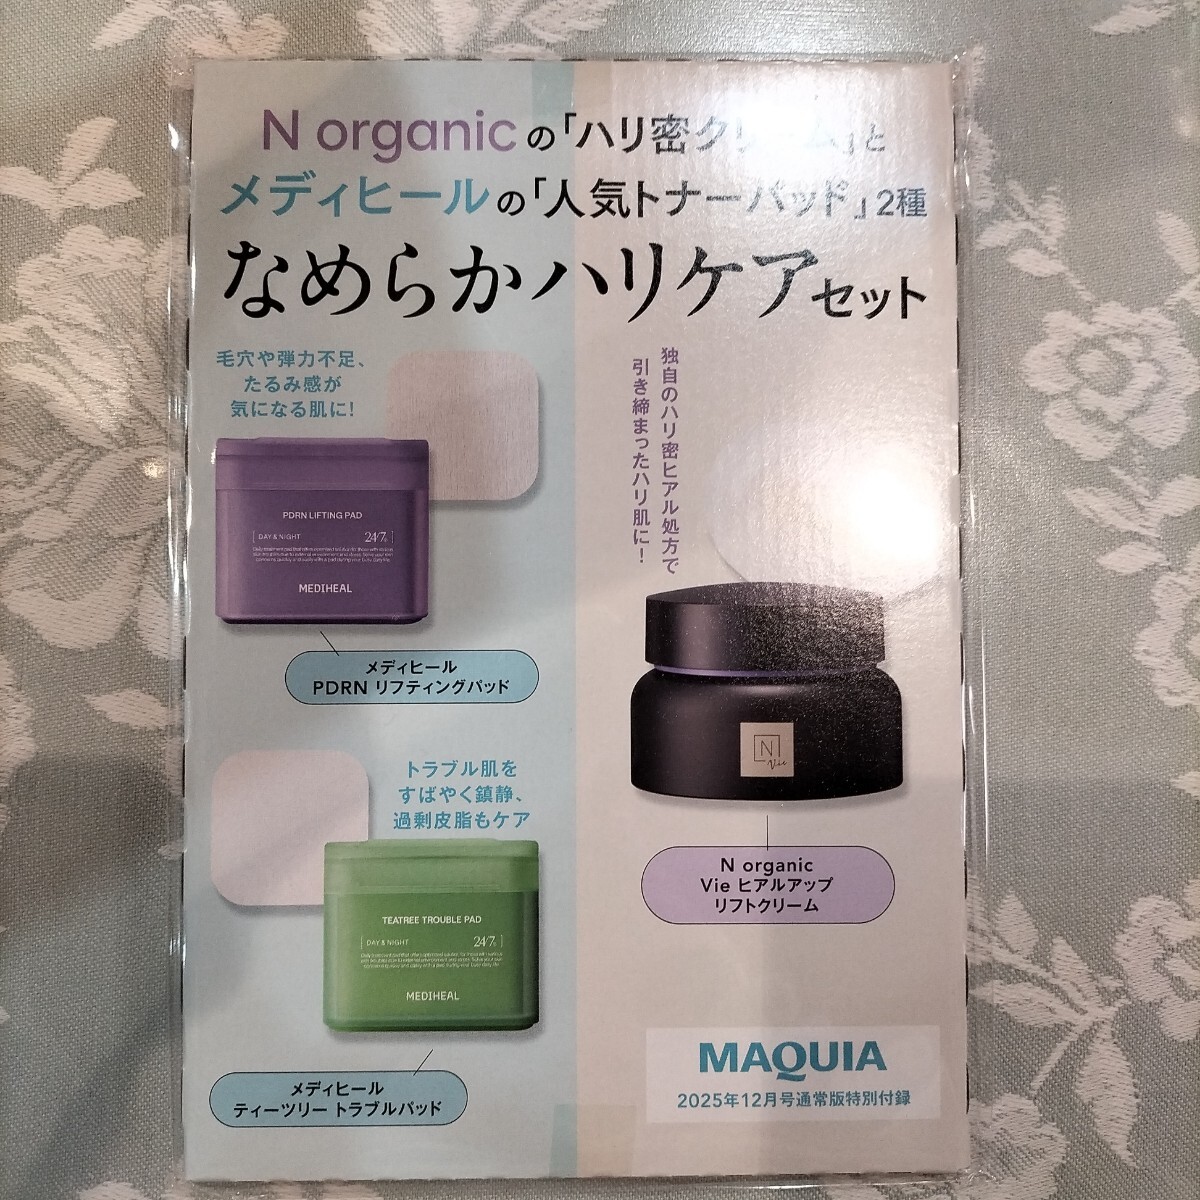 N organicの「ハリ密クリーム」と
メディヒールの「人気トナーパッド」2種
なめらかハリケアセット
毛穴や弾力不足、
たるみ感が
気になる肌に!
PDRN LIFTING PAD
DAY & NIGHT 24/7
MEDIHEAL
メディヒール
PDRN リフティングパッド
独自のハリ密ヒアル処方で
引き締まったハリ肌に!
トラブル肌を
すばやく鎮静、
過剰皮脂もケア
TEATREE TROUBLE PAD
DAY & NIGHT 24/7
MEDIHEAL
メディヒール
ティーツリー トラブルパッド
N
Vie
N organic
Vie ヒアルアップ
リフトクリーム
MAQUIA
2025年12月号通常版特別付録